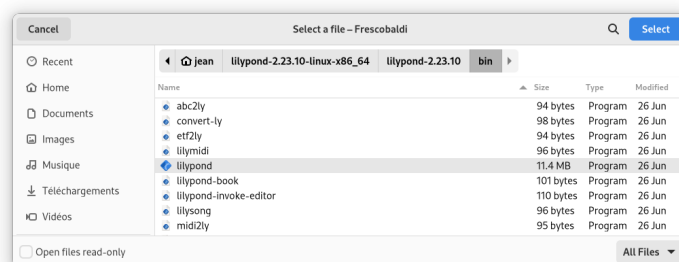 Cancel Select a file – Frescobaldi Select
Recent
Home
Documents
Images
Musique
Téléchargements
Vidéos
jean lilypond-2.23.10-linux-x86_64 lilypond-2.23.10 bin
Name Size Type Modified
abc2ly 94 bytes Program 26 Jun
convert-ly 98 bytes Program 26 Jun
etf2ly 94 bytes Program 26 Jun
lilymidi 96 bytes Program 26 Jun
lilypond 11.4 MB Program 26 Jun
lilypond-book 101 bytes Program 26 Jun
lilypond-invoke-editor 110 bytes Program 26 Jun
lilysong 96 bytes Program 26 Jun
midi2ly 95 bytes Program 26 Jun
Open files read-only All Files